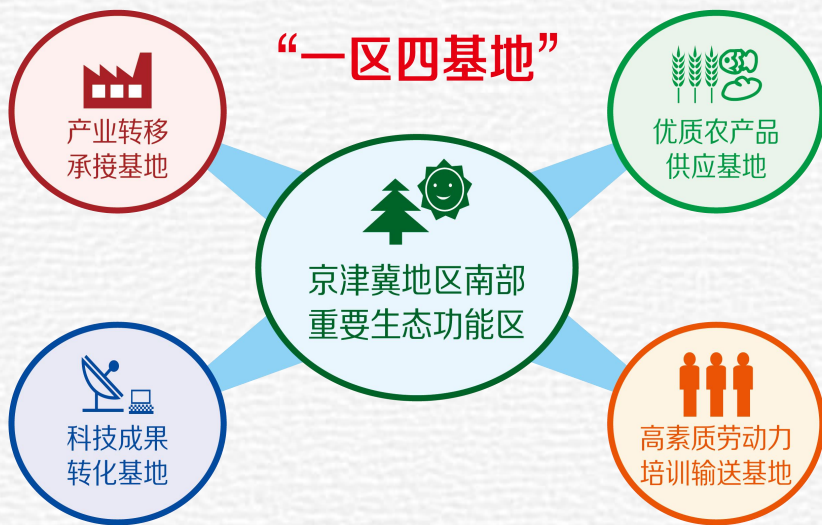 “一区四基地”
产业转移
承接基地
优质农产品
供应基地
京津冀地区南部
重要生态功能区
科技成果
转化基地
高素质劳动力
培训输送基地